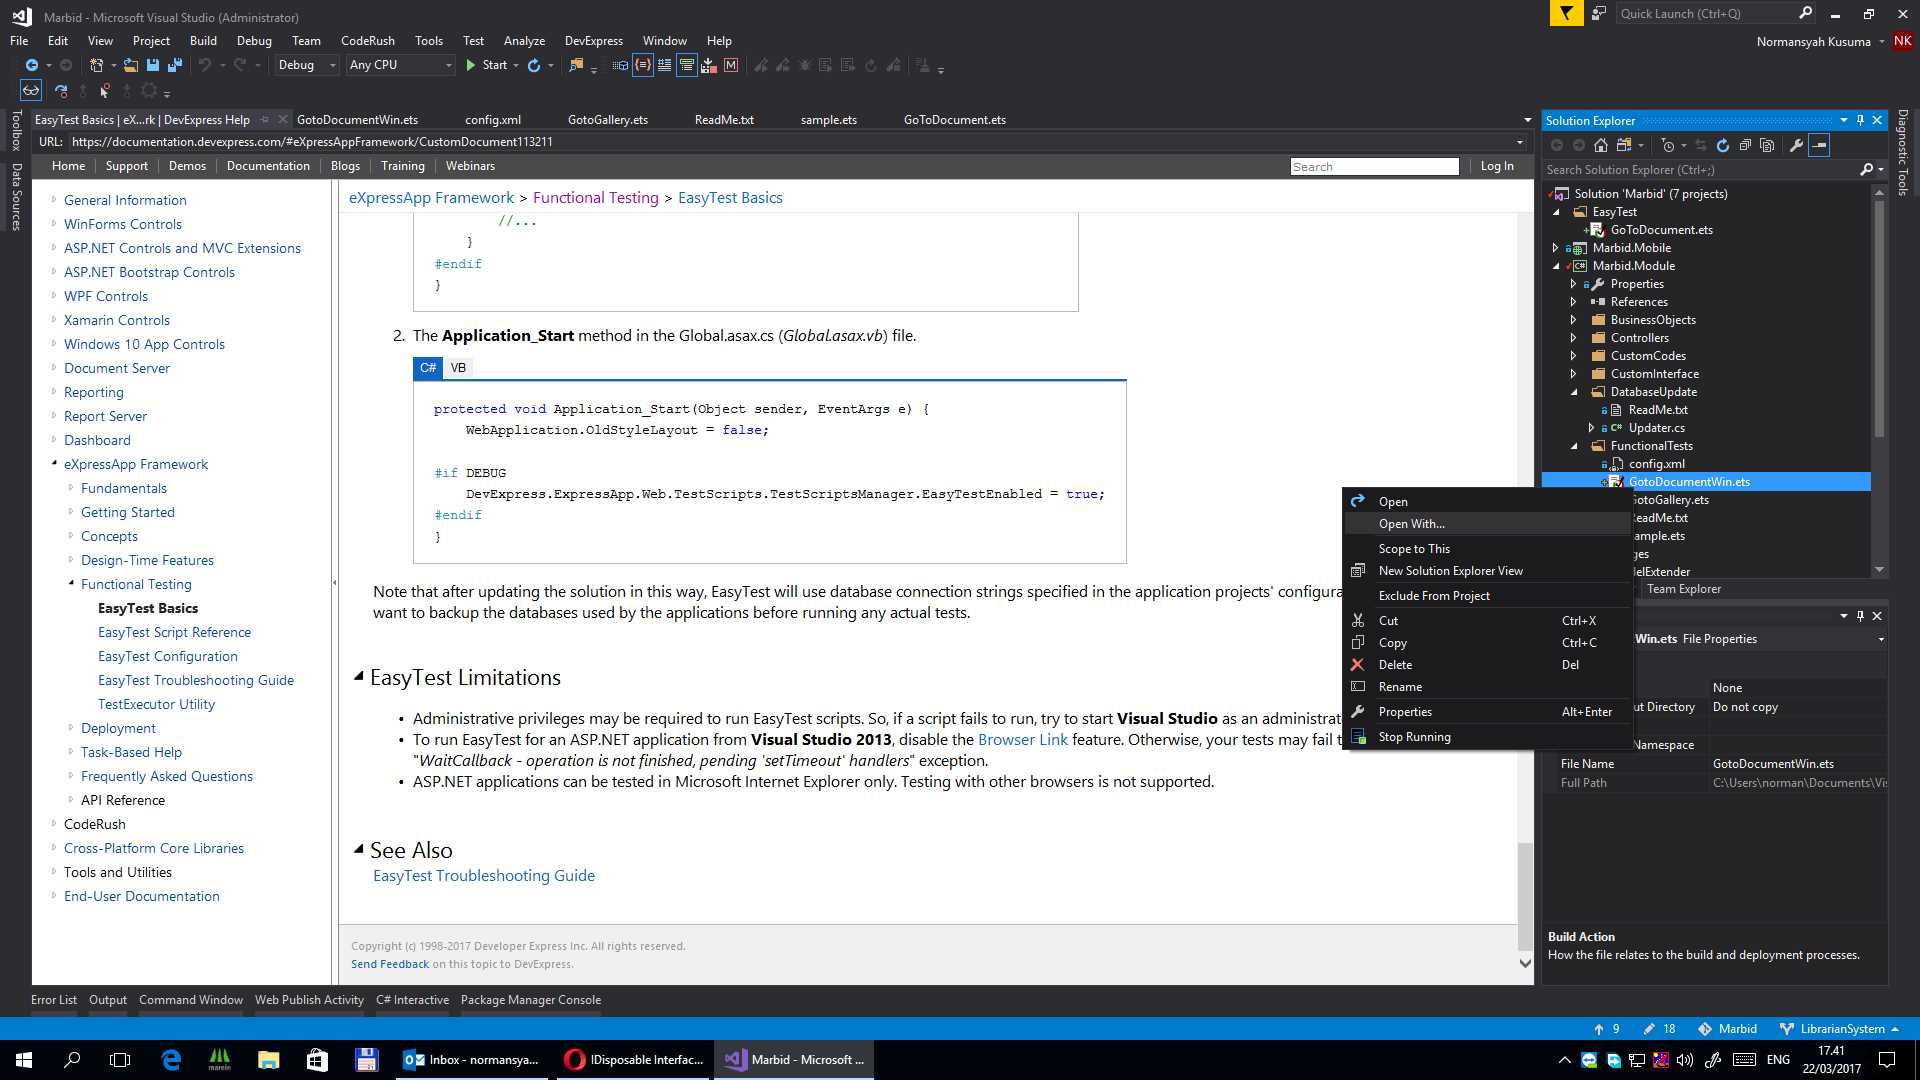 Marbid - Microsoft Visual Studio (Administrator)
Quick Launch (Ctrl+Q)
File Edit View Project Build Debug Team CodeRush Tools Test Analyze DevExpress Window Help
Normansyah Kusuma NK
Debug Any CPU Start
EasyTest Basics | eX...rk | DevExpress Help GotoDocumentWin.ets config.xml GotoGallery.ets ReadMe.txt sample.ets GoToDocument.ets
URL: https://documentation.devexpress.com/#eXpressAppFramework/CustomDocument113211
Home Support Demos Documentation Blogs Training Webinars Search Log In
Toolbox
Data Sources
General Information
WinForms Controls
ASP.NET Controls and MVC Extensions
ASP.NET Bootstrap Controls
WPF Controls
Xamarin Controls
Windows 10 App Controls
Document Server
Reporting
Report Server
Dashboard
eXpressApp Framework
Fundamentals
Getting Started
Concepts
Design-Time Features
Functional Testing
EasyTest Basics
EasyTest Script Reference
EasyTest Configuration
EasyTest Troubleshooting Guide
TestExecutor Utility
Deployment
Task-Based Help
Frequently Asked Questions
API Reference
CodeRush
Cross-Platform Core Libraries
Tools and Utilities
End-User Documentation
eXpressApp Framework > Functional Testing > EasyTest Basics
//...
}
#endif
}
2. The Application_Start method in the Global.asax.cs (Global.asax.vb) file.
C# VB
protected void Application_Start(Object sender, EventArgs e) {
WebApplication.OldStyleLayout = false;
#if DEBUG
DevExpress.ExpressApp.Web.TestScripts.TestScriptsManager.EasyTestEnabled = true;
#endif
}
Note that after updating the solution in this way, EasyTest will use database connection strings specified in the application projects' configura
want to backup the databases used by the applications before running any actual tests.
EasyTest Limitations
• Administrative privileges may be required to run EasyTest scripts. So, if a script fails to run, try to start Visual Studio as an administrat
• To run EasyTest for an ASP.NET application from Visual Studio 2013, disable the Browser Link feature. Otherwise, your tests may fail t
"WaitCallback - operation is not finished, pending 'setTimeout' handlers" exception.
• ASP.NET applications can be tested in Microsoft Internet Explorer only. Testing with other browsers is not supported.
See Also
EasyTest Troubleshooting Guide
Copyright (c) 1998-2017 Developer Express Inc. All rights reserved.
Send Feedback on this topic to DevExpress.
Solution Explorer
Search Solution Explorer (Ctrl+;)
Solution 'Marbid' (7 projects)
EasyTest
GoToDocument.ets
Marbid.Mobile
Marbid.Module
Properties
References
BusinessObjects
Controllers
CustomCodes
CustomInterface
DatabaseUpdate
ReadMe.txt
Updater.cs
FunctionalTests
config.xml
GotoDocumentWin.ets
GotoGallery.ets
ReadMe.txt
ample.ets
ges
elExtender
Team Explorer
Diagnostic Tools
Open
Open With...
Scope to This
New Solution Explorer View
Exclude From Project
Cut Ctrl+X
Copy Ctrl+C
Delete Del
Rename
Properties Alt+Enter
Stop Running
Win.ets File Properties
None
ut Directory Do not copy
Namespace
File Name GotoDocumentWin.ets
Full Path C:\Users\norman\Documents\Vis
Build Action
How the file relates to the build and deployment processes.
Error List Output Command Window Web Publish Activity C# Interactive Package Manager Console
9 18 Marbid LibrarianSystem
marein Inbox - normansya... IDisposable Interfac... Marbid - Microsoft ... ENG 17.41
22/03/2017